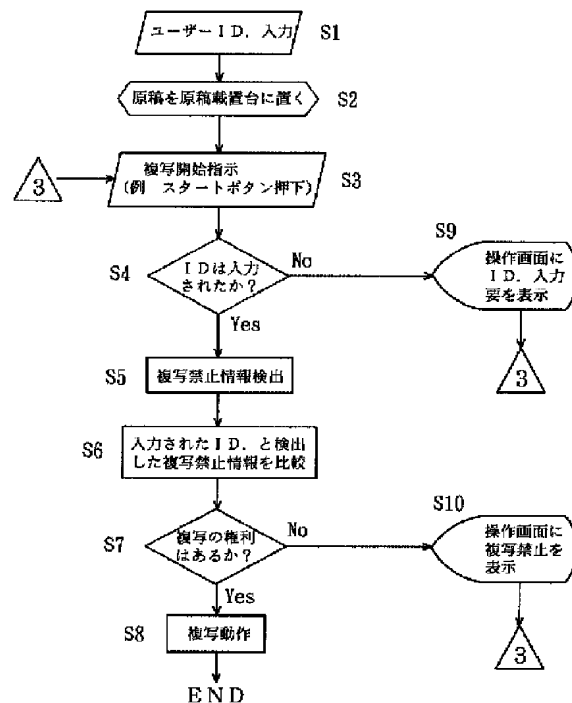 ユーザーID．入力
S1
原稿を原稿載置台に置く
S2
複写開始指示
(例　スタートボタン押下)
S3
3
IDは入力
されたか？
S4
No
Yes
S9
操作画面に
ID．入力
要を表示
3
複写禁止情報検出
S5
入力されたID．と検出
した複写禁止情報を比較
S6
複写の権利
はあるか？
S7
No
Yes
S10
操作画面に
複写禁止を
表示
3
複写動作
S8
END